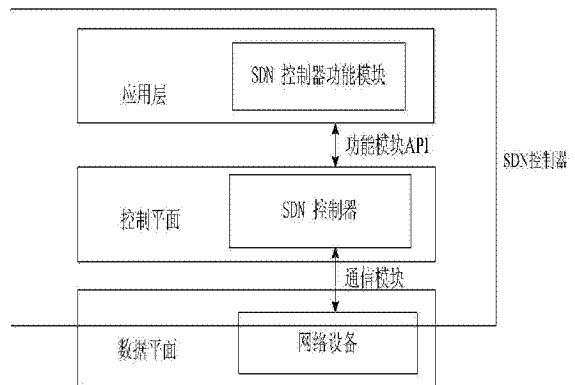 SDN 控制器功能模块
应用层
功能模块API
SDN控制器
SDN 控制器
控制平面
通信模块
网络设备
数据平面